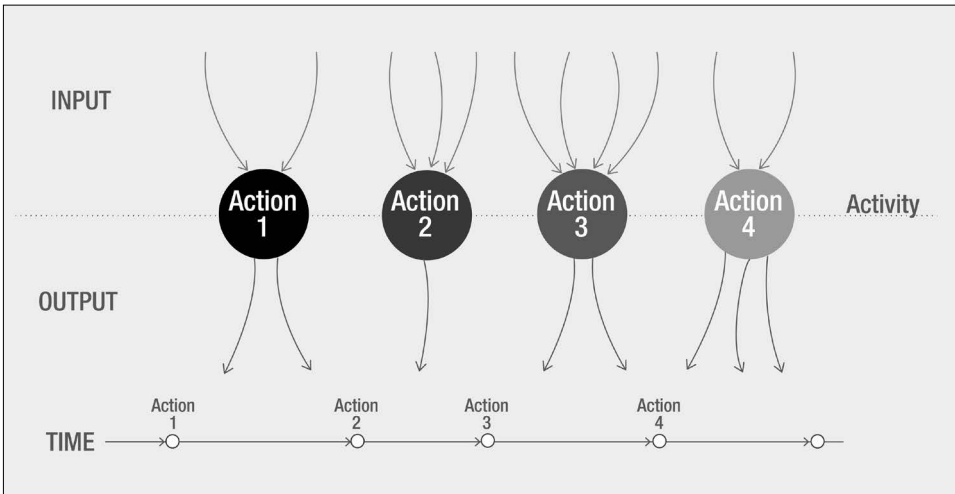 INPUT
Action
1
Action
2
Action
3
Action
4
Activity
OUTPUT
Action
1
Action
2
Action
3
Action
4
TIME